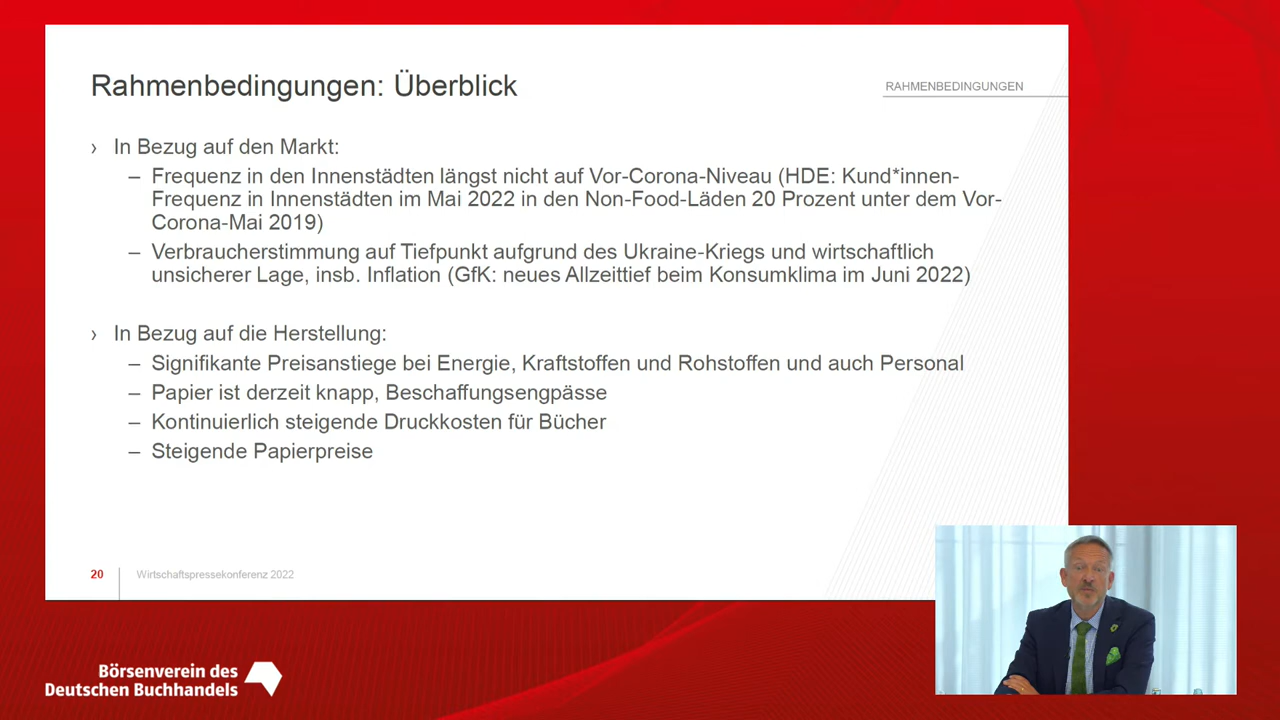 Rahmenbedingungen: Überblick
RAHMENBEDINGUNGEN
› In Bezug auf den Markt:
– Frequenz in den Innenstädten längst nicht auf Vor-Corona-Niveau (HDE: Kund*innen-
Frequenz in Innenstädten im Mai 2022 in den Non-Food-Läden 20 Prozent unter dem Vor-
Corona-Mai 2019)
– Verbraucherstimmung auf Tiefpunkt aufgrund des Ukraine-Kriegs und wirtschaftlich
unsicherer Lage, insb. Inflation (GfK: neues Allzeittief beim Konsumklima im Juni 2022)
› In Bezug auf die Herstellung:
– Signifikante Preisanstiege bei Energie, Kraftstoffen und Rohstoffen und auch Personal
– Papier ist derzeit knapp, Beschaffungsengpässe
– Kontinuierlich steigende Druckkosten für Bücher
– Steigende Papierpreise
20 Wirtschaftspressekonferenz 2022
Börsenverein des
Deutschen Buchhandels